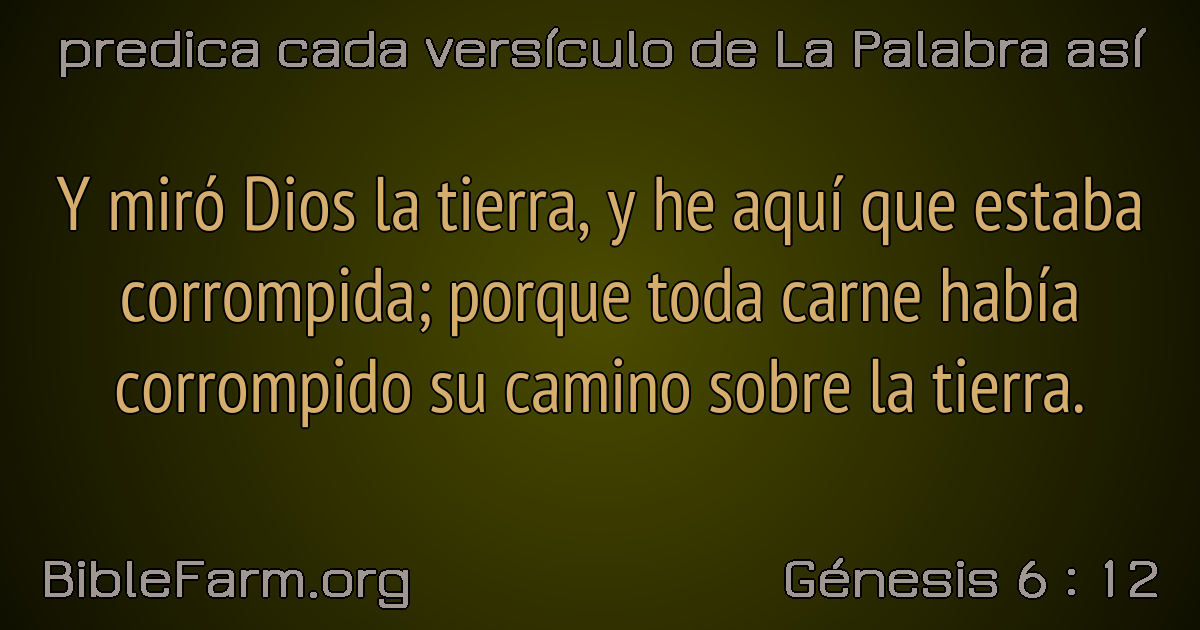 predica cada versículo de La Palabra así
Y miró Dios la tierra, y he aquí que estaba
corrompida; porque toda carne había
corrompido su camino sobre la tierra.
BibleFarm.org
Génesis 6 : 12